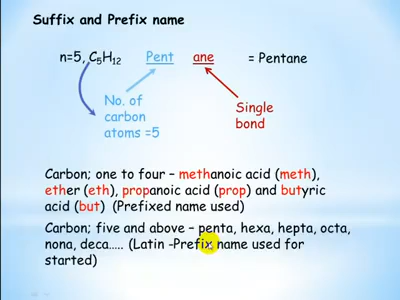 Suffix and Prefix name
n=5, C₅H₁₂ Pent ane = Pentane
No. of
carbon
atoms =5
Single
bond
Carbon; one to four – methanoic acid (meth),
ether (eth), propanoic acid (prop) and butyric
acid (but) (Prefixed name used)
Carbon; five and above – penta, hexa, hepta, octa,
nona, deca..... (Latin -Prefix name used for
started)